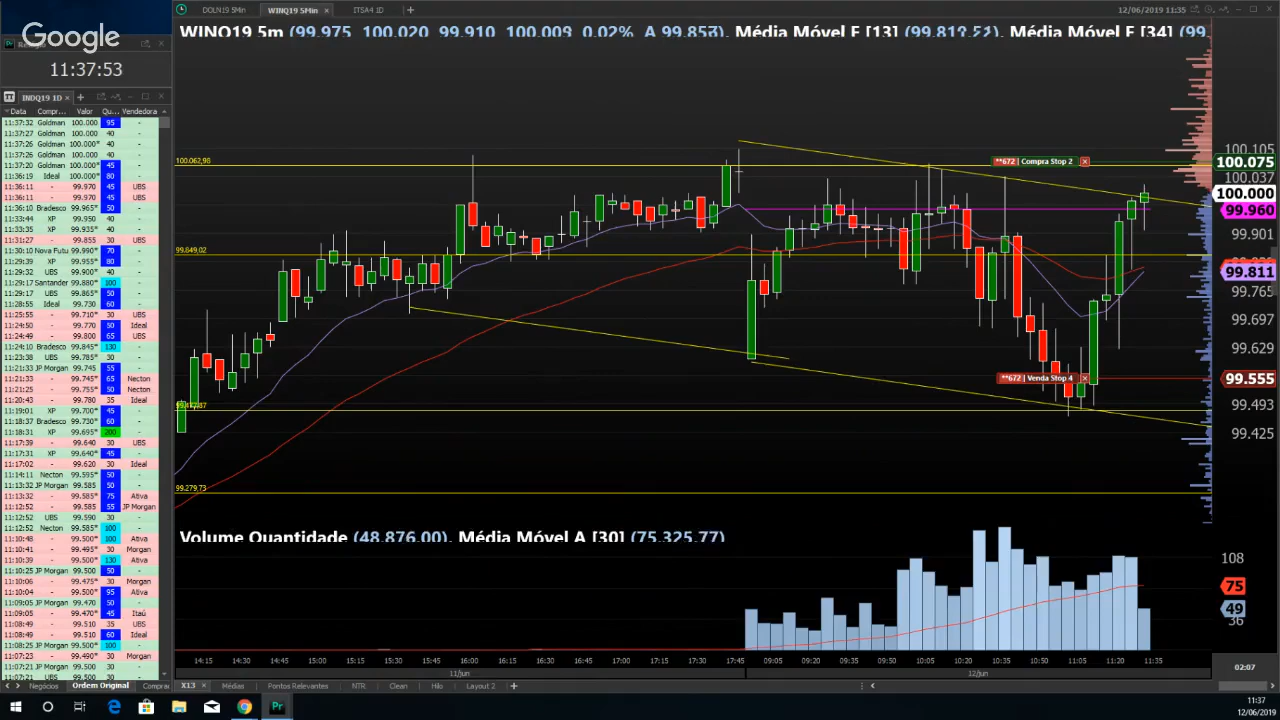 DOLN19 5Min
WINQ19 5Min
ITSA4 1D
12/06/2019 11:35
Google
11:37:53
WINQ19 5m (99.975 100.020 99.910
0,02%
Média Móvel E [13]
Média Móvel E [34]
INDQ19 1D
Data Compr... Valor Qu... Vendedora
11:37:32 Goldman 100.000 95 -
11:37:27 Goldman 100.000 40 -
11:37:26 Goldman 100.000* 40 -
11:37:26 Goldman 100.000 40 -
11:37:20 Goldman 100.000* 45 -
11:36:19 Ideal 100.000* 40 -
11:36:11 - 99.970 45 UBS
11:36:11 - 99.970 45 UBS
11:36:10 Bradesco 99.965* 50 -
11:33:44 XP 99.950 40 -
11:33:35 XP 99.935* 40 -
11:31:27 - 99.855 30 UBS
11:30:10 Nova Futu 99.990* 70 -
11:29:39 XP 99.955* 80 -
11:29:32 UBS 99.900* 40 -
11:29:17 Santander 99.880* 100 -
11:29:17 UBS 99.865* 50 -
11:28:55 Ideal 99.730 60 -
11:25:55 - 99.710* 30 UBS
11:24:50 - 99.770 50 Ideal
11:24:49 - 99.800 65 UBS
11:24:10 Bradesco 99.845* 130 -
11:23:38 UBS 99.785* 30 -
11:21:33 JP Morgan 99.745 55 -
11:21:33 - 99.745* 65 Necton
11:21:25 - 99.755* 50 Necton
11:20:43 - 99.780 35 Ideal
11:19:01 XP 99.700* 45 -
11:18:37 Bradesco 99.730* 60 -
11:18:31 XP 99.695* 200 -
11:17:39 - 99.640 30 UBS
11:17:31 XP 99.640* 45 -
11:17:02 - 99.620 30 Ideal
11:14:11 Necton 99.595* 50 -
11:13:32 JP Morgan 99.585 50 -
11:13:32 - 99.585* 75 Ativa
11:12:52 - 99.585* 55 JP Morgan
11:12:52 UBS 99.590 30 -
11:12:52 Necton 99.585* 100 -
11:10:48 - 99.500* 100 Ativa
11:10:41 - 99.495* 30 Morgan
11:10:39 - 99.500* 130 Ativa
11:10:36 JP Morgan 99.500 50 -
11:10:06 - 99.475* 30 Morgan
11:10:04 - 99.500* 95 Ativa
11:09:05 JP Morgan 99.470 50 -
11:09:05 - 99.470* 45 Itaú
11:08:49 - 99.510 35 UBS
11:08:49 - 99.510 60 Ideal
11:08:25 JP Morgan 99.500* 100 -
11:07:23 - 99.490* 30 Morgan
11:07:21 JP Morgan 99.500 30 -
11:07:21 - 99.500 50 UBS
100.062,98
99.849,02
99.279,73
**672 | Compra Stop 2
**672 | Venda Stop 4
100.105
100.075
100.037
100.000
99.960
99.901
99.811
99.765
99.697
99.629
99.555
99.493
99.425
Volume Quantidade (48.876,00), Média Móvel A [30] (75.325,77)
108
75
49
36
14:15 14:30 14:45 15:00 15:15 15:30 15:45 16:00 16:15 16:30 16:45 17:00 17:15 17:30 17:45 09:05 09:20 09:35 09:50 10:05 10:20 10:35 10:50 11:05 11:20 11:35
11/jun 12/jun
02:07
Negócios Ordem Original Compra
X13 Médias Pontos Relevantes NTR Clean Hilo Layout 2
11:37
12/06/2019